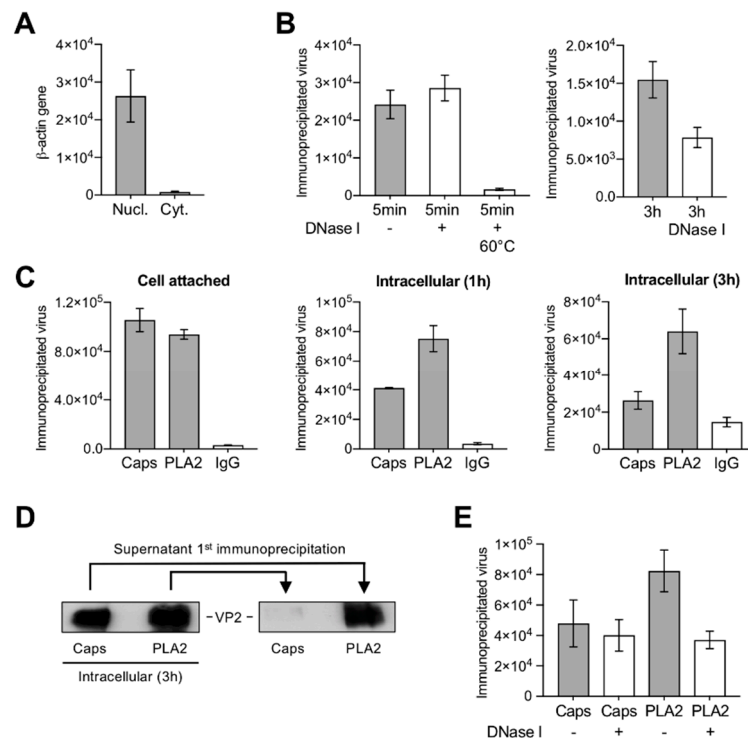 A
β-actin gene
4×10⁴
3×10⁴
2×10⁴
1×10⁴
0
Nucl. Cyt.
B
Immunoprecipitated virus
4×10⁴
3×10⁴
2×10⁴
1×10⁴
0
5min 5min 5min
DNase I - + +
60°C
Immunoprecipitated virus
2.0×10⁴
1.5×10⁴
1.0×10⁴
5.0×10³
0.0
3h 3h
DNase I
C
Cell attached
Immunoprecipitated virus
1.2×10⁵
8.0×10⁴
4.0×10⁴
0.0
Caps PLA2 IgG
Intracellular (1h)
Immunoprecipitated virus
1×10⁵
8×10⁴
6×10⁴
4×10⁴
2×10⁴
0
Caps PLA2 IgG
Intracellular (3h)
Immunoprecipitated virus
8×10⁴
6×10⁴
4×10⁴
2×10⁴
0
Caps PLA2 IgG
D
Supernatant 1st immunoprecipitation
–VP2–
Caps PLA2 Caps PLA2
Intracellular (3h)
E
Immunoprecipitated virus
1×10⁵
8×10⁴
6×10⁴
4×10⁴
2×10⁴
0
Caps Caps PLA2 PLA2
DNase I - + - +